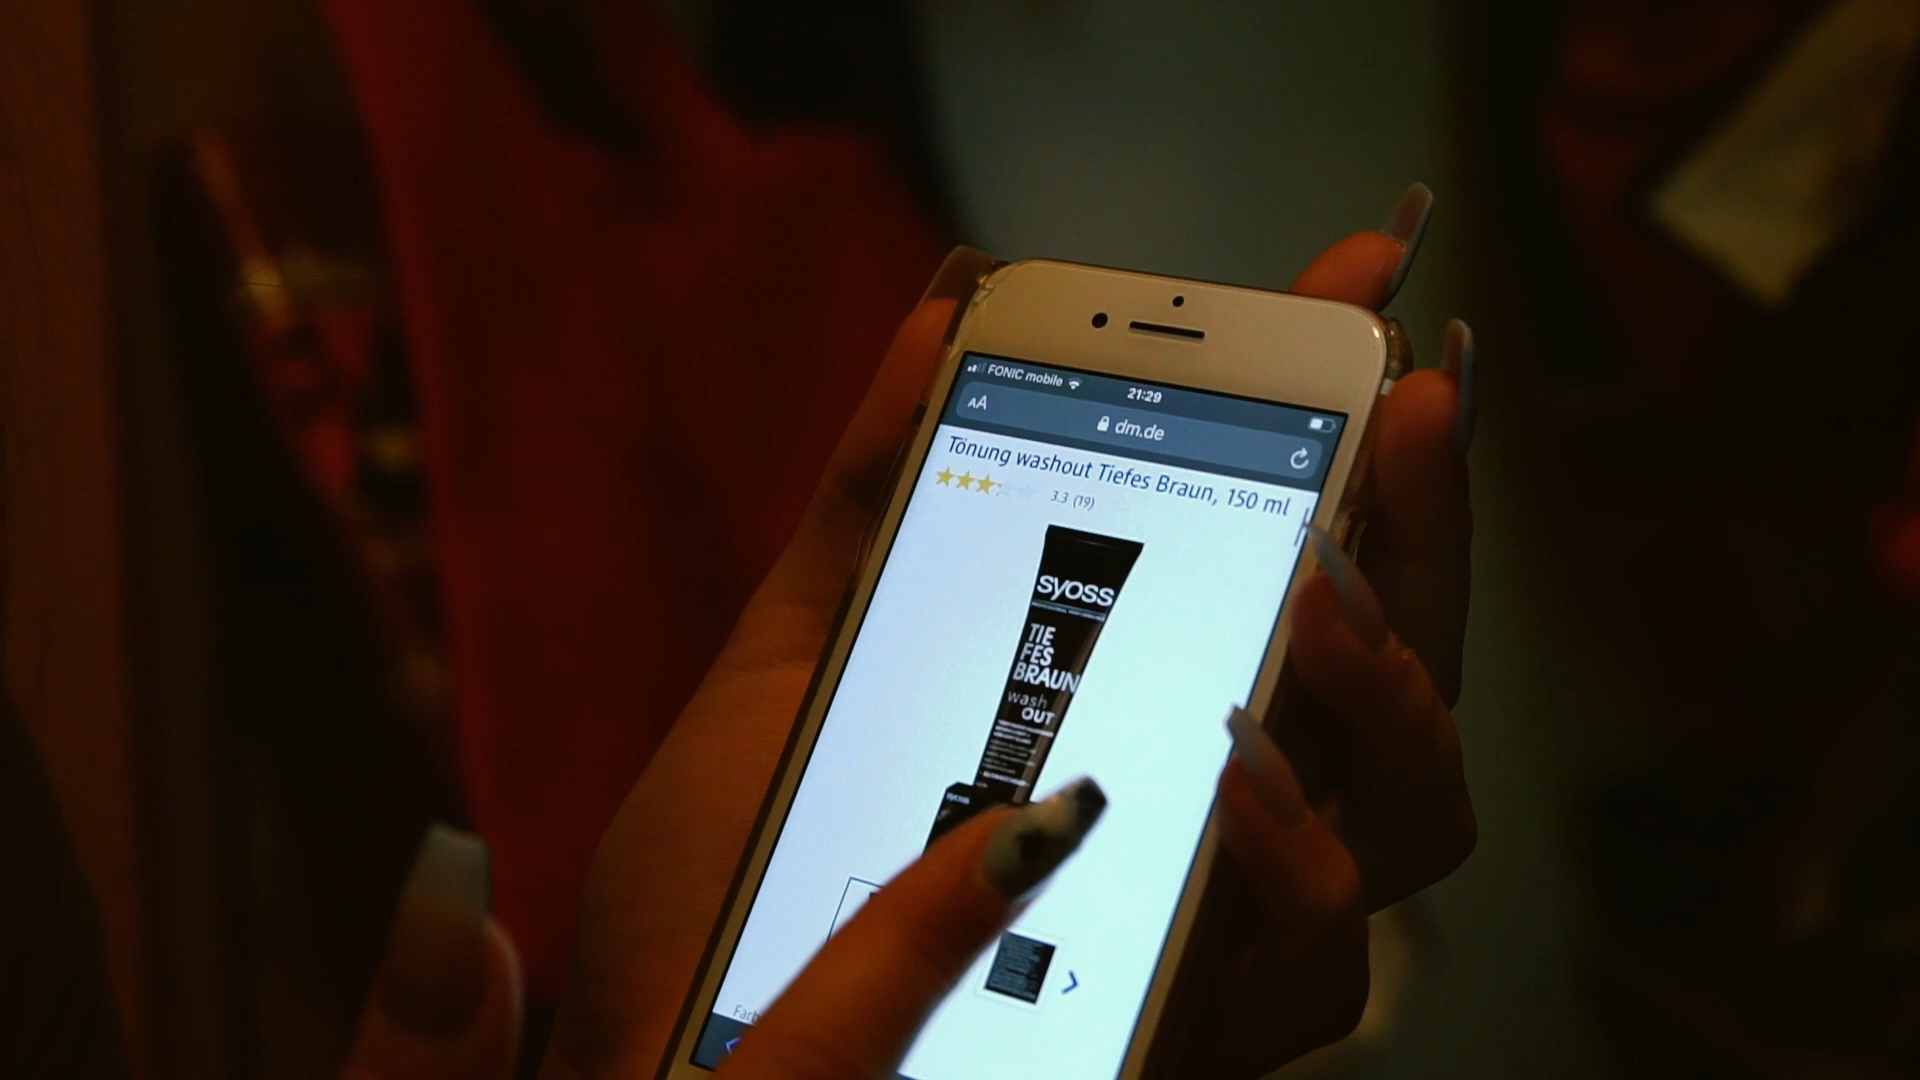 FONIC mobile
21:29
AA
dm.de
Tönung washout Tiefes Braun, 150 ml
3.3 (19)
syoss
TIE
FES
BRAUN
wash
OUT
syoss